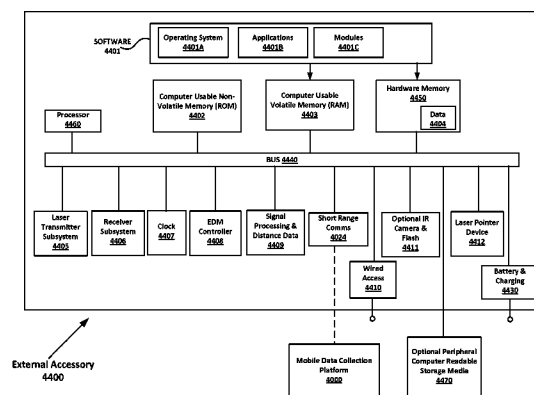 SOFTWARE
4401
Operating System
4401A
Applications
4401B
Modules
4401C
Processor
4460
Computer Usable Non-
Volatile Memory (ROM)
4402
Computer Usable
Volatile Memory (RAM)
4403
Hardware Memory
4450
Data
4404
BUS 4440
Laser
Transmitter
Subsystem
4405
Receiver
Subsystem
4406
Clock
4407
EDM
Controller
4408
Signal
Processing &
Distance Data
4409
Short Range
Comms
4024
Wired
Access
4410
Optional IR
Camera &
Flash
4411
Laser Pointer
Device
4412
Battery &
Charging
4430
External Accessory
4400
Mobile Data Collection
Platform
4000
Optional Peripheral
Computer Readable
Storage Media
4470